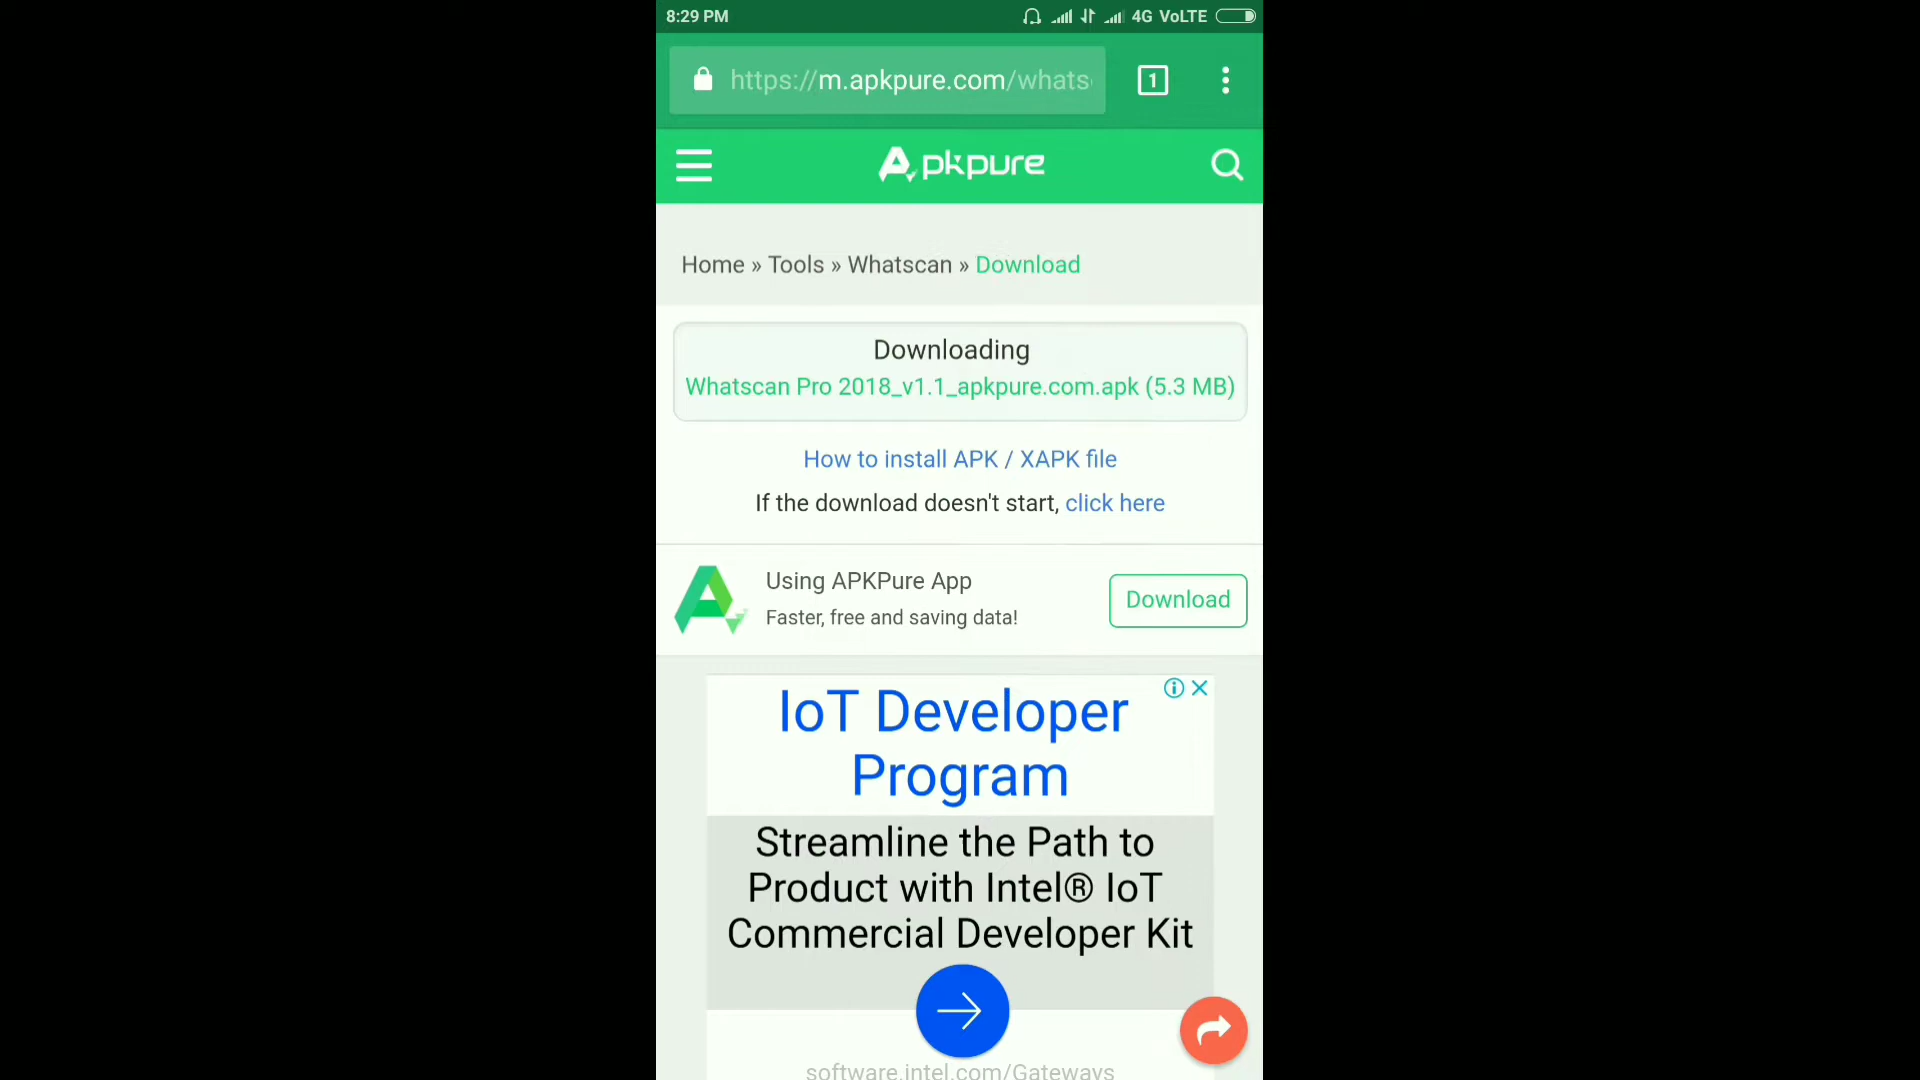 8:29 PM 4G VoLTE
https://m.apkpure.com/whats
1
Apkpure
Home » Tools » Whatscan » Download
Downloading
Whatscan Pro 2018_v1.1_apkpure.com.apk (5.3 MB)
How to install APK / XAPK file
If the download doesn't start, click here
Using APKPure App
Faster, free and saving data!
Download
IoT Developer
Program
Streamline the Path to
Product with Intel® IoT
Commercial Developer Kit
software.intel.com/Gateways